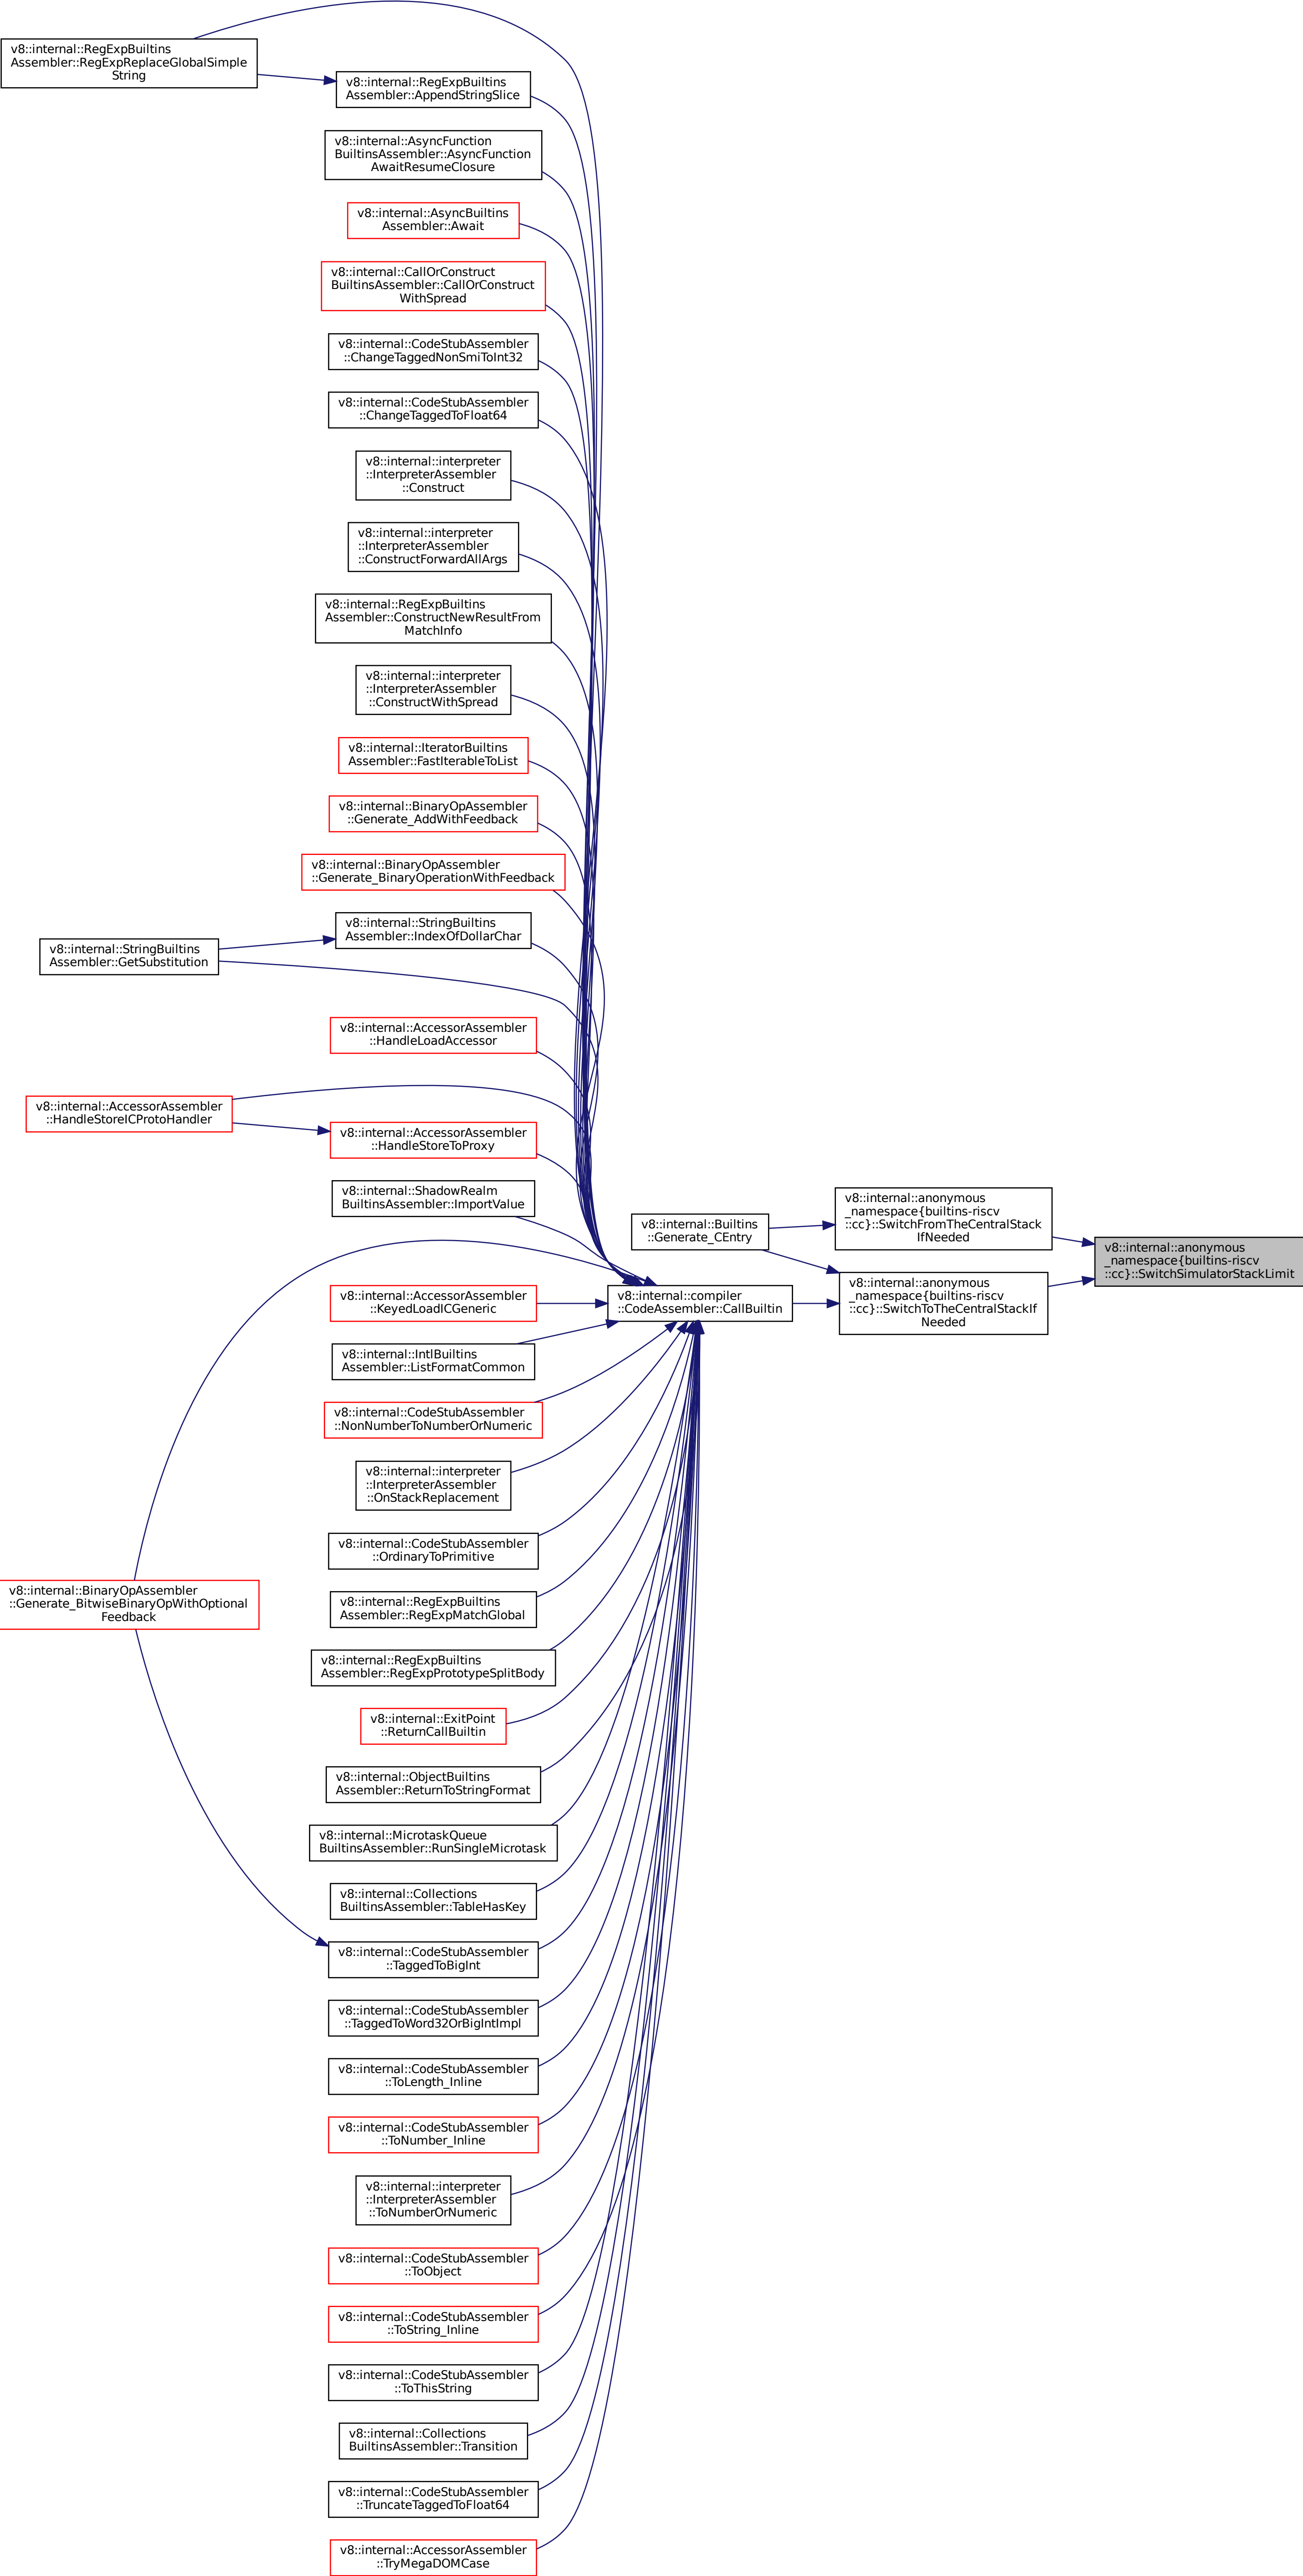 v8::internal::RegExpBuiltins
Assembler::RegExpReplaceGlobalSimple
String
v8::internal::RegExpBuiltins
Assembler::AppendStringSlice
v8::internal::AsyncFunction
BuiltinsAssembler::AsyncFunction
AwaitResumeClosure
v8::internal::AsyncBuiltins
Assembler::Await
v8::internal::CallOrConstruct
BuiltinsAssembler::CallOrConstruct
WithSpread
v8::internal::CodeStubAssembler
::ChangeTaggedNonSmiToInt32
v8::internal::CodeStubAssembler
::ChangeTaggedToFloat64
v8::internal::interpreter
::InterpreterAssembler
::Construct
v8::internal::interpreter
::InterpreterAssembler
::ConstructForwardAllArgs
v8::internal::RegExpBuiltins
Assembler::ConstructNewResultFrom
MatchInfo
v8::internal::interpreter
::InterpreterAssembler
::ConstructWithSpread
v8::internal::IteratorBuiltins
Assembler::FastIterableToList
v8::internal::BinaryOpAssembler
::Generate_AddWithFeedback
v8::internal::BinaryOpAssembler
::Generate_BinaryOperationWithFeedback
v8::internal::StringBuiltins
Assembler::IndexOfDollarChar
v8::internal::StringBuiltins
Assembler::GetSubstitution
v8::internal::AccessorAssembler
::HandleLoadAccessor
v8::internal::AccessorAssembler
::HandleStoreICProtoHandler
v8::internal::AccessorAssembler
::HandleStoreToProxy
v8::internal::ShadowRealm
BuiltinsAssembler::ImportValue
v8::internal::Builtins
::Generate_CEntry
v8::internal::anonymous
_namespace{builtins-riscv
::cc}::SwitchFromTheCentralStack
IfNeeded
v8::internal::anonymous
_namespace{builtins-riscv
::cc}::SwitchSimulatorStackLimit
v8::internal::anonymous
_namespace{builtins-riscv
::cc}::SwitchToTheCentralStackIf
Needed
v8::internal::compiler
::CodeAssembler::CallBuiltin
v8::internal::AccessorAssembler
::KeyedLoadICGeneric
v8::internal::IntlBuiltins
Assembler::ListFormatCommon
v8::internal::CodeStubAssembler
::NonNumberToNumberOrNumeric
v8::internal::interpreter
::InterpreterAssembler
::OnStackReplacement
v8::internal::CodeStubAssembler
::OrdinaryToPrimitive
v8::internal::BinaryOpAssembler
::Generate_BitwiseBinaryOpWithOptional
Feedback
v8::internal::RegExpBuiltins
Assembler::RegExpMatchGlobal
v8::internal::RegExpBuiltins
Assembler::RegExpPrototypeSplitBody
v8::internal::ExitPoint
::ReturnCallBuiltin
v8::internal::ObjectBuiltins
Assembler::ReturnToStringFormat
v8::internal::MicrotaskQueue
BuiltinsAssembler::RunSingleMicrotask
v8::internal::Collections
BuiltinsAssembler::TableHasKey
v8::internal::CodeStubAssembler
::TaggedToBigInt
v8::internal::CodeStubAssembler
::TaggedToWord32OrBigIntImpl
v8::internal::CodeStubAssembler
::ToLength_Inline
v8::internal::CodeStubAssembler
::ToNumber_Inline
v8::internal::interpreter
::InterpreterAssembler
::ToNumberOrNumeric
v8::internal::CodeStubAssembler
::ToObject
v8::internal::CodeStubAssembler
::ToString_Inline
v8::internal::CodeStubAssembler
::ToThisString
v8::internal::Collections
BuiltinsAssembler::Transition
v8::internal::CodeStubAssembler
::TruncateTaggedToFloat64
v8::internal::AccessorAssembler
::TryMegaDOMCase